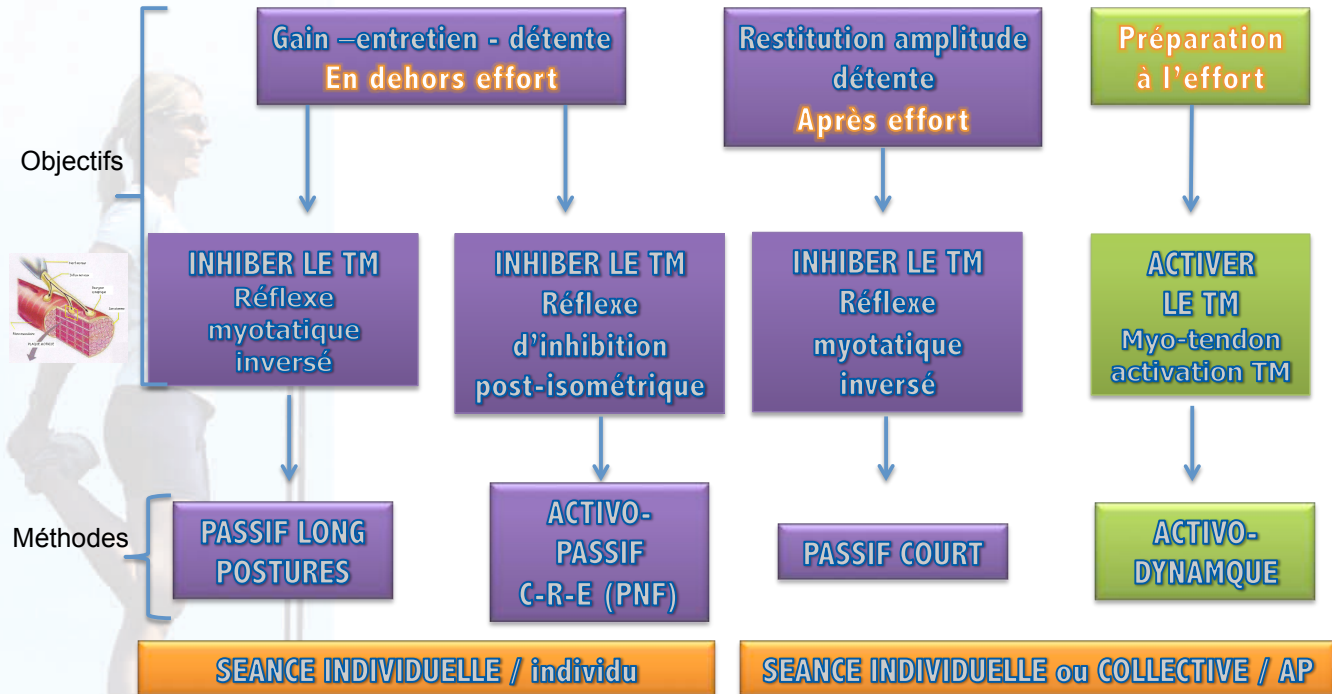 Gain –entretien - détente
En dehors effort
Restitution amplitude
détente
Après effort
Préparation
à l'effort
Objectifs
INHIBER LE TM
Réflexe
myotatique
inversé
INHIBER LE TM
Réflexe
d'inhibition
post-isométrique
INHIBER LE TM
Réflexe
myotatique
inversé
ACTIVER
LE TM
Myo-tendon
activation TM
Méthodes
PASSIF LONG
POSTURES
ACTIVO-
PASSIF
C-R-E (PNF)
PASSIF COURT
ACTIVO-
DYNAMQUE
SEANCE INDIVIDUELLE / individu
SEANCE INDIVIDUELLE ou COLLECTIVE / AP